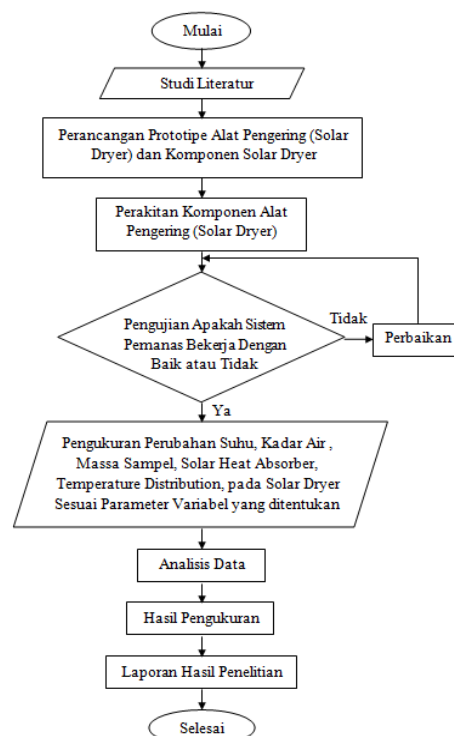 Mulai
Studi Literatur
Perancangan Prototipe Alat Pengering (Solar
Dryer) dan Komponen Solar Dryer
Perakitan Komponen Alat
Pengering (Solar Dryer)
Pengujian Apakah Sistem
Pemanas Bekerja Dengan
Baik atau Tidak
Tidak
Perbaikan
Ya
Pengukuran Perubahan Suhu, Kadar Air ,
Massa Sampel, Solar Heat Absorber,
Temperature Distribution, pada Solar Dryer
Sesuai Parameter Variabel yang ditentukan
Analisis Data
Hasil Pengukuran
Laporan Hasil Penelitian
Selesai